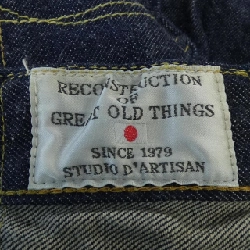 RECONSTRUCTION
OF
GREAT OLD THINGS
SINCE 1979
STUDIO D'ARTISAN